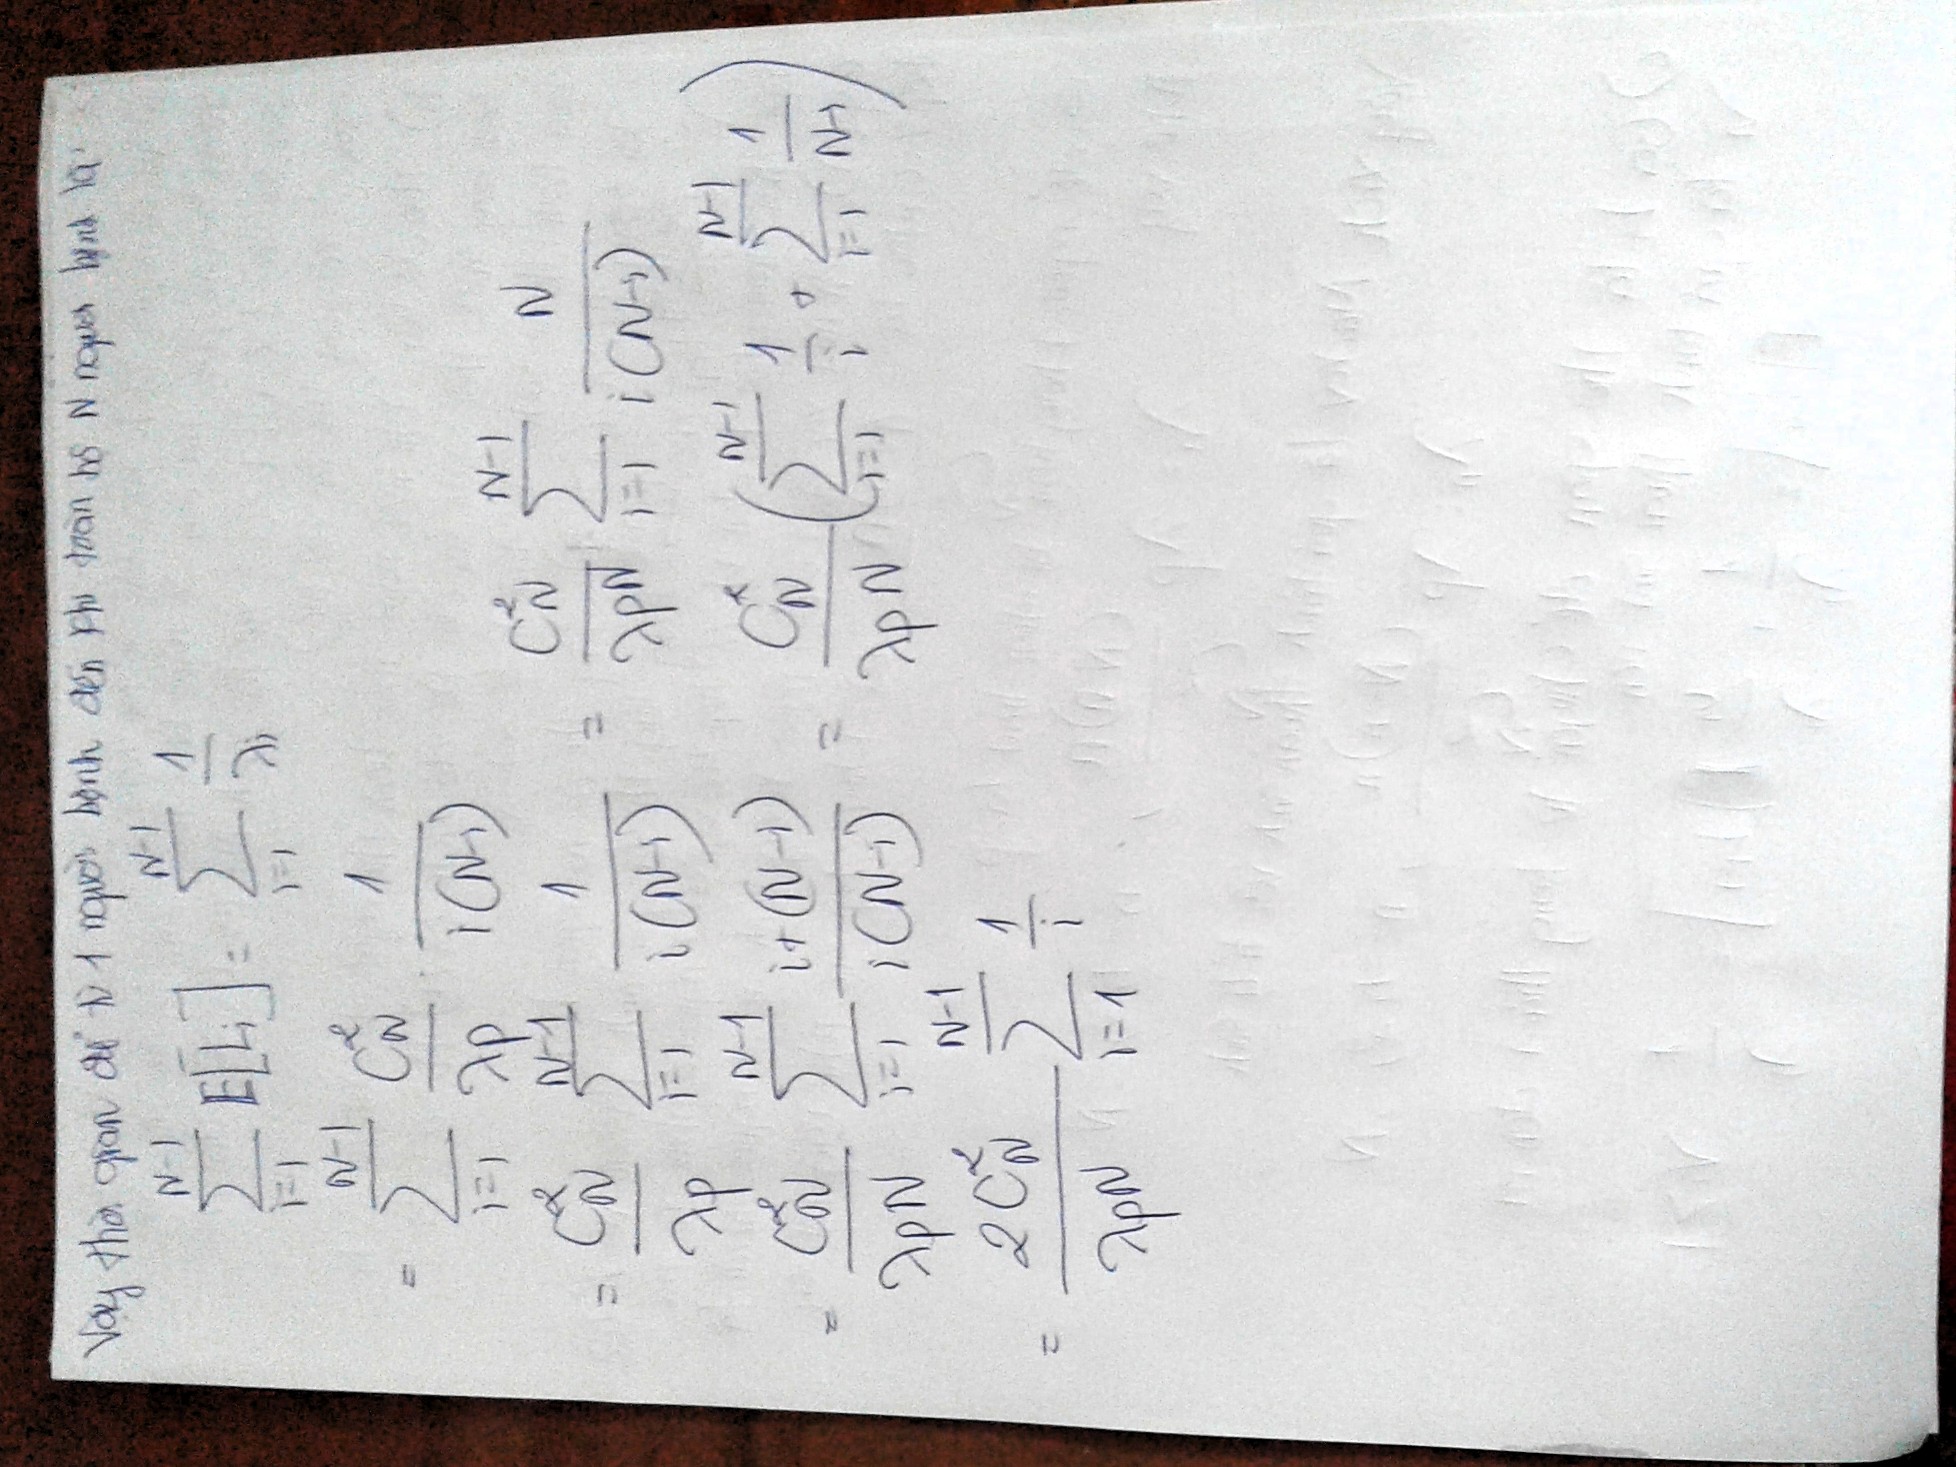 Vậy thời gian để từ 1 người bệnh đến khi toàn bộ N người bệnh là:
\sum_{i=1}^{N-1} E[L_i] = \sum_{i=1}^{N-1} \frac{1}{\lambda_i}
= \sum_{i=1}^{N-1} \frac{C_N^2}{\lambda p} \cdot \frac{1}{i(N-i)}
= \frac{C_N^2}{\lambda p} \sum_{i=1}^{N-1} \frac{1}{i(N-i)} = \frac{C_N^2}{\lambda p N} \sum_{i=1}^{N-1} \frac{N}{i(N-i)}
= \frac{C_N^2}{\lambda p N} \sum_{i=1}^{N-1} \frac{i+(N-i)}{i(N-i)} = \frac{C_N^2}{\lambda p N} \left( \sum_{i=1}^{N-1} \frac{1}{i} + \sum_{i=1}^{N-1} \frac{1}{N-i} \right)
= \frac{2C_N^2}{\lambda p N} \sum_{i=1}^{N-1} \frac{1}{i}